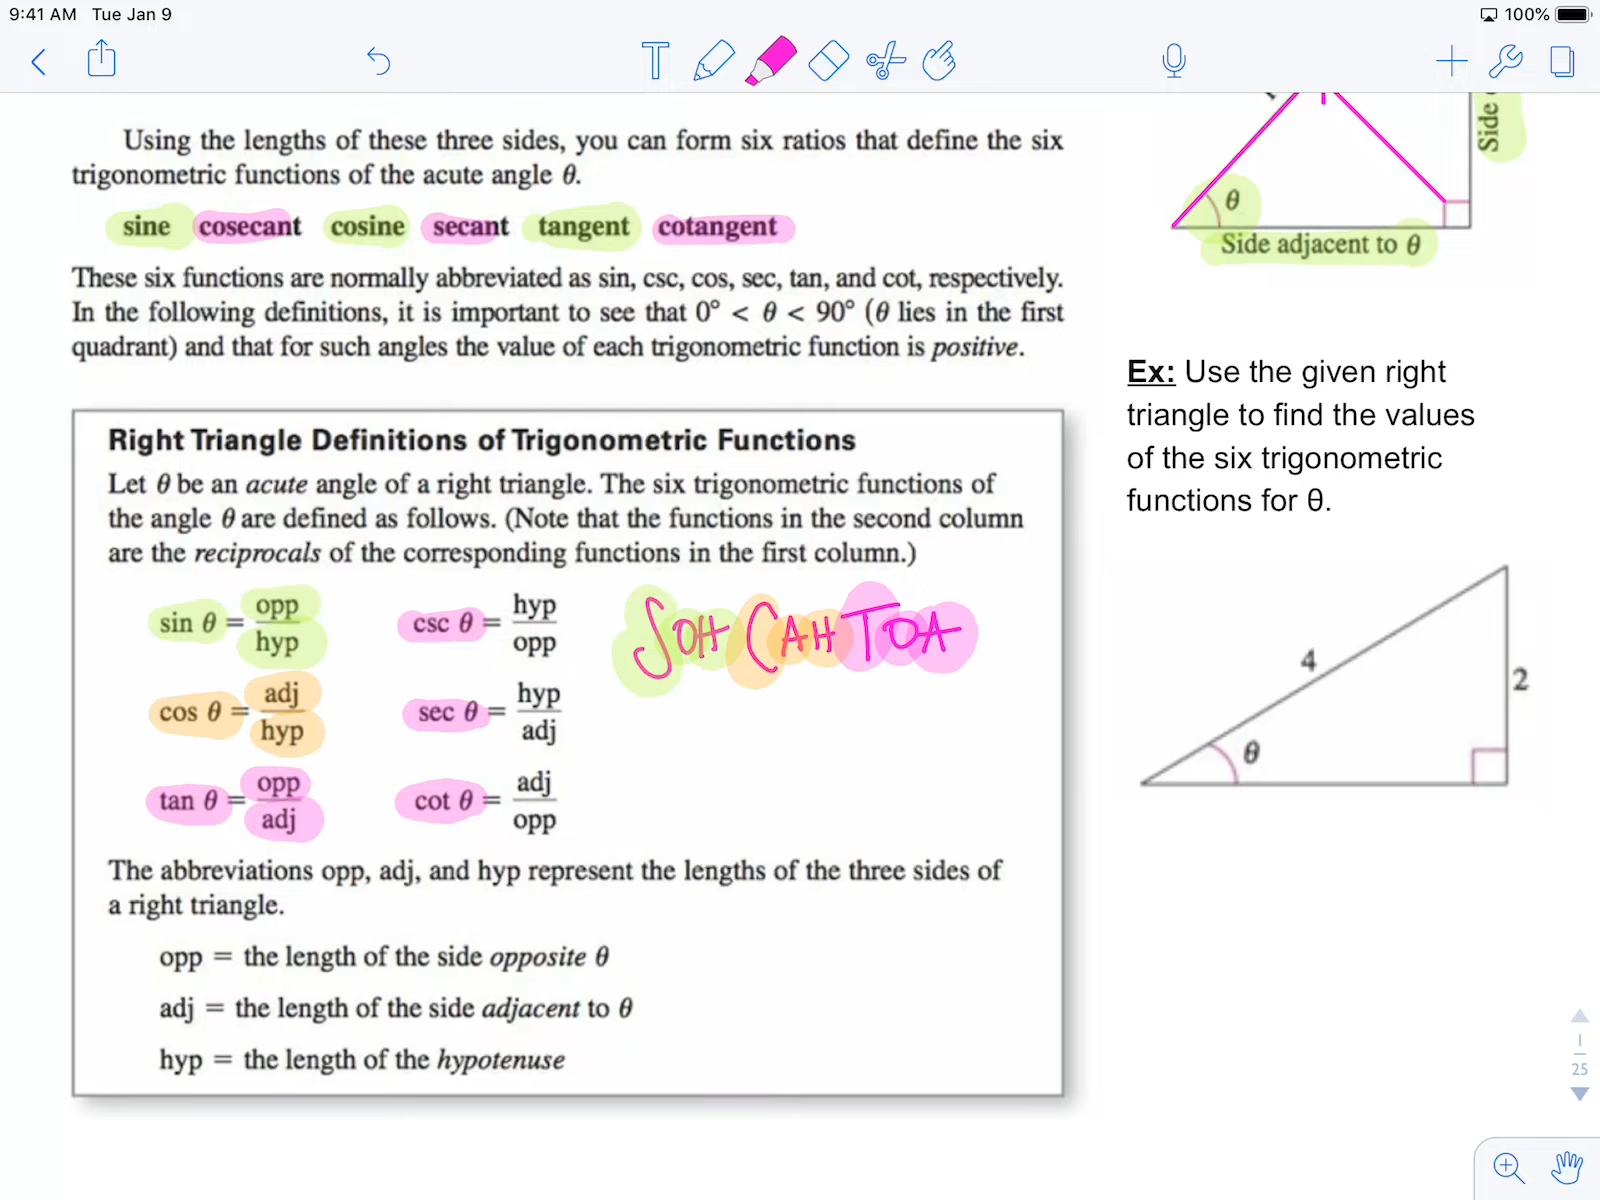 9:41 AM Tue Jan 9
100%
Using the lengths of these three sides, you can form six ratios that define the six
trigonometric functions of the acute angle θ.
sine cosecant cosine secant tangent cotangent
These six functions are normally abbreviated as sin, csc, cos, sec, tan, and cot, respectively.
In the following definitions, it is important to see that 0° < θ < 90° (θ lies in the first
quadrant) and that for such angles the value of each trigonometric function is positive.
Right Triangle Definitions of Trigonometric Functions
Let θ be an acute angle of a right triangle. The six trigonometric functions of
the angle θ are defined as follows. (Note that the functions in the second column
are the reciprocals of the corresponding functions in the first column.)
sin θ = opp/hyp csc θ = hyp/opp
SOH CAH TOA
cos θ = adj/hyp sec θ = hyp/adj
tan θ = opp/adj cot θ = adj/opp
The abbreviations opp, adj, and hyp represent the lengths of the three sides of
a right triangle.
opp = the length of the side opposite θ
adj = the length of the side adjacent to θ
hyp = the length of the hypotenuse
Side
θ
Side adjacent to θ
Ex: Use the given right
triangle to find the values
of the six trigonometric
functions for θ.
4
2
θ
1
25